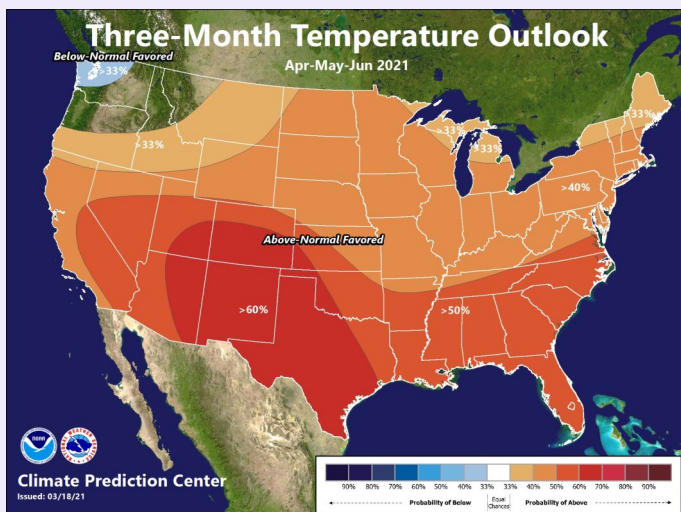 Three-Month Temperature Outlook
Below-Normal Favored
Apr-May-Jun 2021
>33%
>33%
>33%
>33%
>33%
>40%
Above-Normal Favored
>60%
>50%
NOAA
Climate Prediction Center
Issued: 03/18/21
90% 80% 70% 60% 50% 40% 33% 33% 40% 50% 60% 70% 80% 90%
Probability of Below Equal Chances Probability of Above